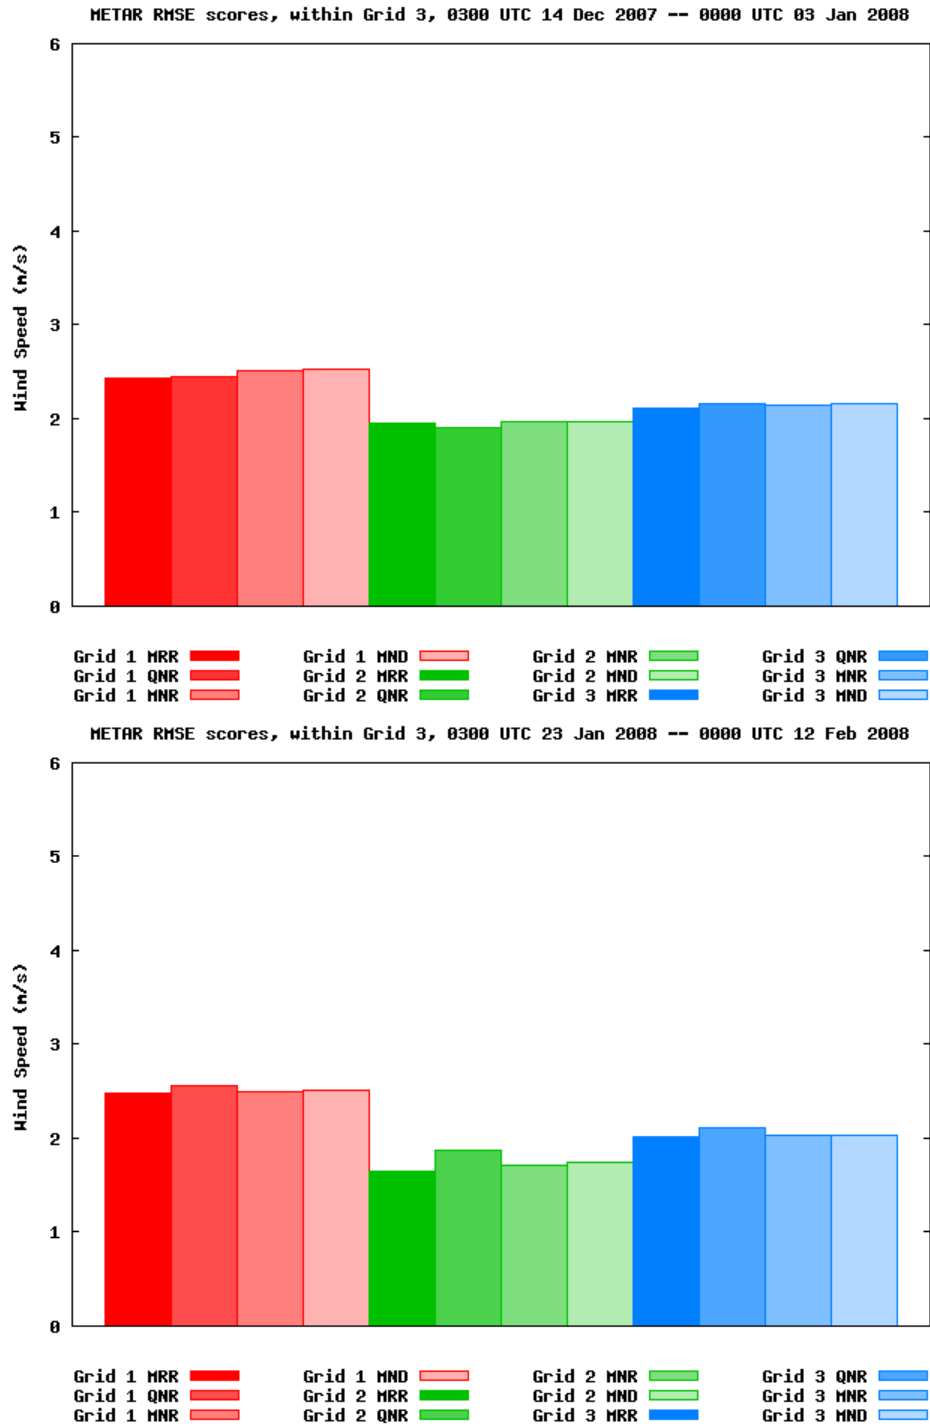 METAR RMSE scores, within Grid 3, 0300 UTC 14 Dec 2007 -- 0000 UTC 03 Jan 2008
6
5
4
3
2
1
0
Wind Speed (m/s)
Grid 1 MRR Grid 1 MND Grid 2 MNR Grid 3 QNR
Grid 1 QNR Grid 2 MRR Grid 2 MND Grid 3 MNR
Grid 1 MNR Grid 2 QNR Grid 3 MRR Grid 3 MND
METAR RMSE scores, within Grid 3, 0300 UTC 23 Jan 2008 -- 0000 UTC 12 Feb 2008
6
5
4
3
2
1
0
Wind Speed (m/s)
Grid 1 MRR Grid 1 MND Grid 2 MNR Grid 3 QNR
Grid 1 QNR Grid 2 MRR Grid 2 MND Grid 3 MNR
Grid 1 MNR Grid 2 QNR Grid 3 MRR Grid 3 MND